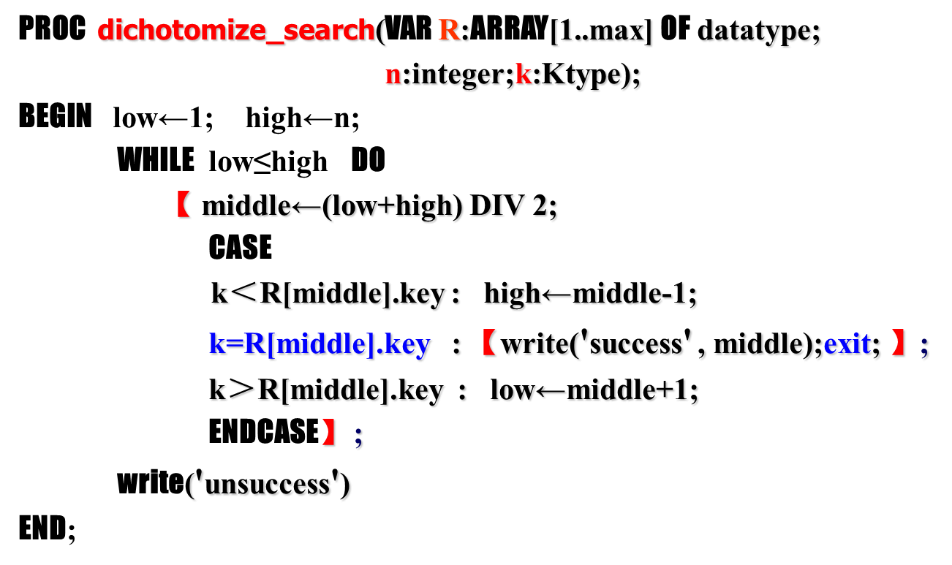 PROC dichotomize_search(VAR R:ARRAY[1..max] OF datatype;
n:integer;k:Ktype);
BEGIN low←1; high←n;
WHILE low≤high DO
【 middle←(low+high) DIV 2;
CASE
k＜R[middle].key : high←middle-1;
k=R[middle].key : 【write('success', middle);exit; 】;
k＞R[middle].key : low←middle+1;
ENDCASE】;
write('unsuccess')
END;